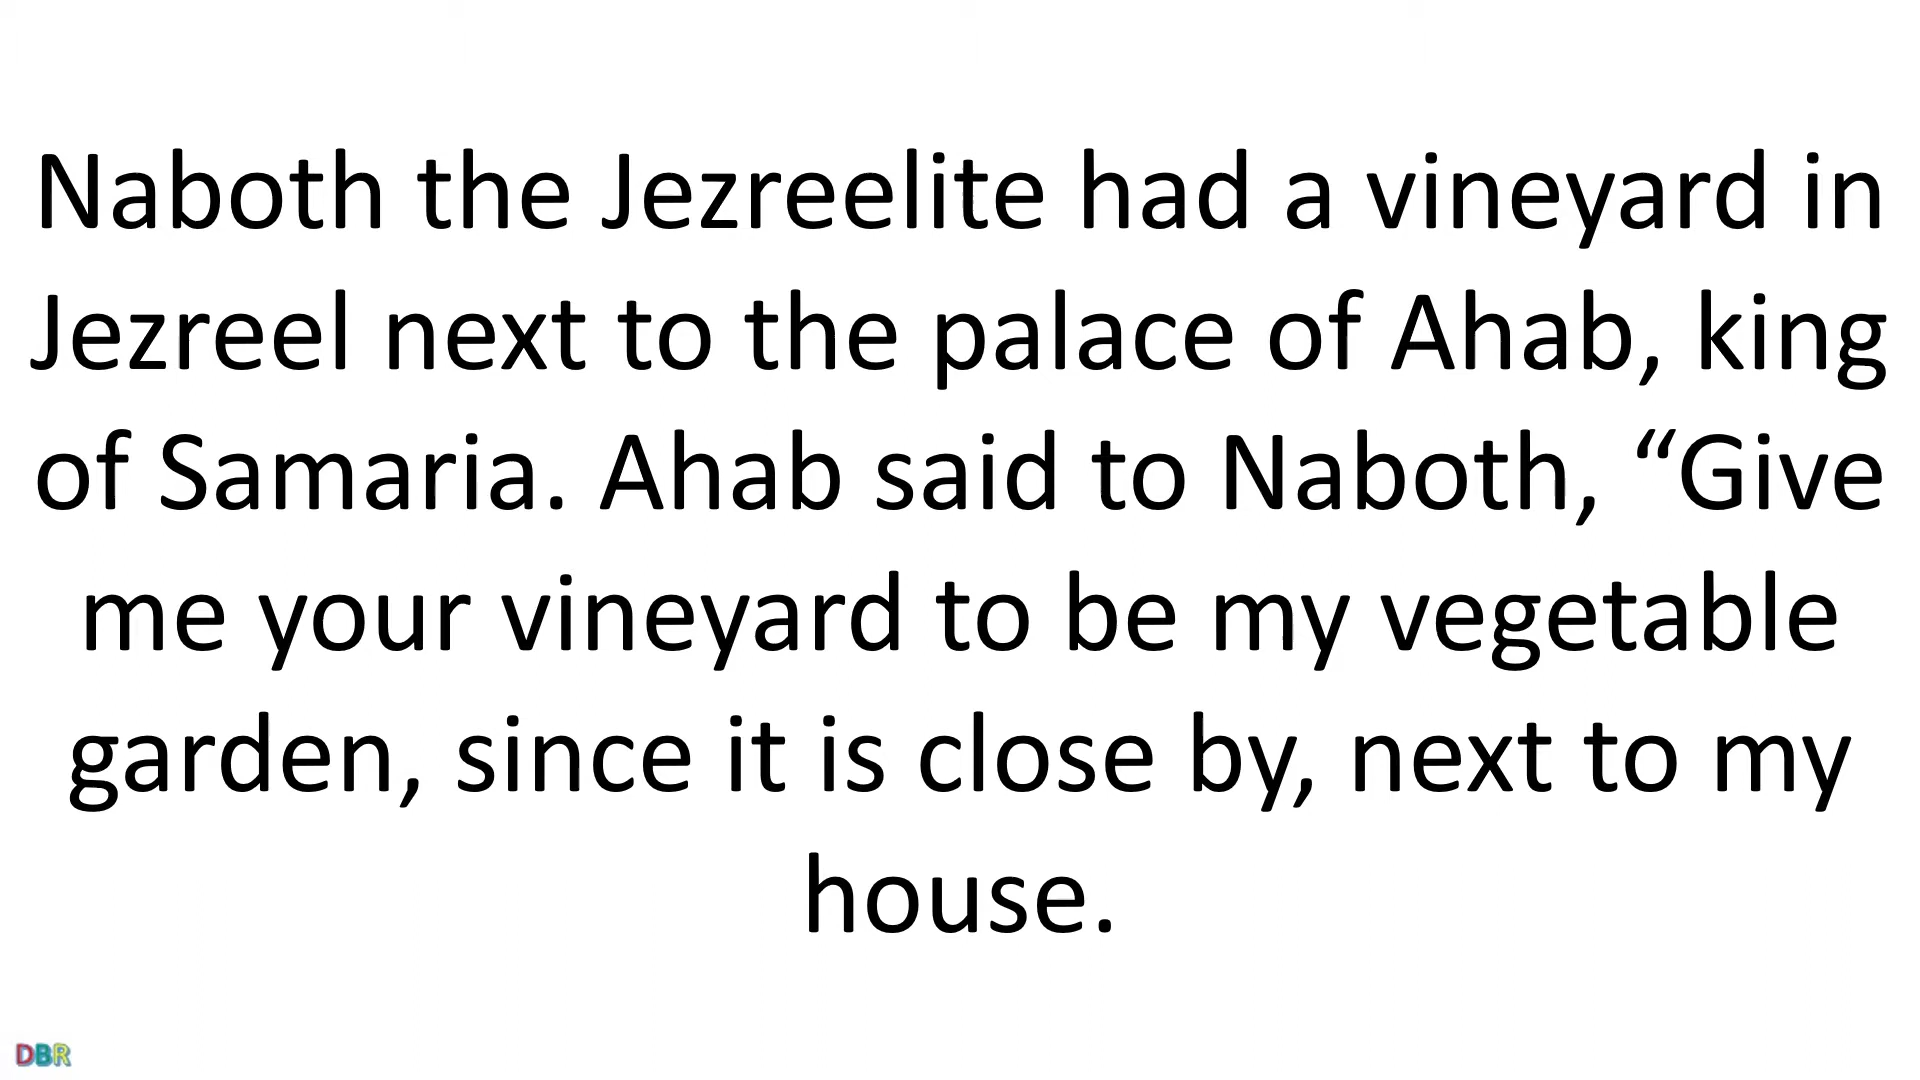 Naboth the Jezreelite had a vineyard in
Jezreel next to the palace of Ahab, king
of Samaria. Ahab said to Naboth, “Give
me your vineyard to be my vegetable
garden, since it is close by, next to my
house.
DBR